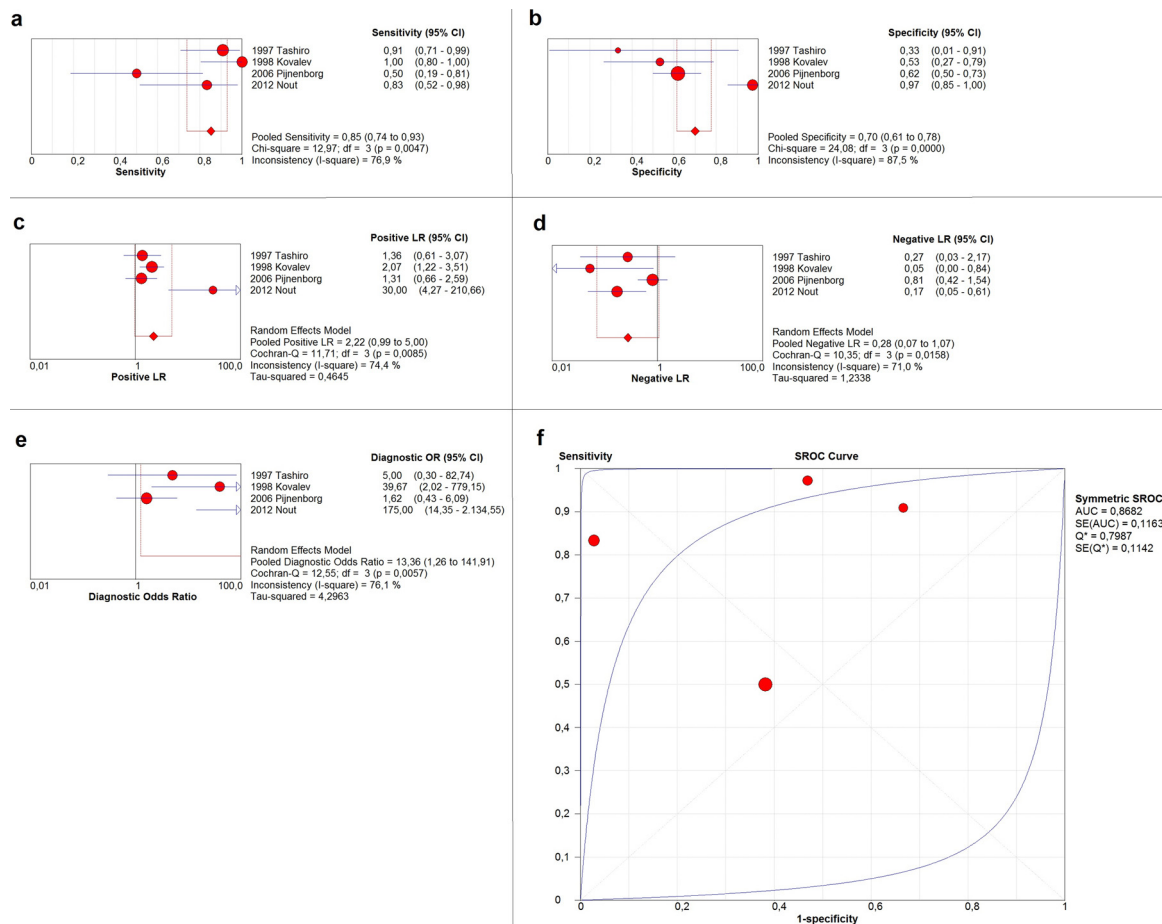 a
Sensitivity (95% CI)
1997 Tashiro 0,91 (0,71 - 0,99)
1998 Kovalev 1,00 (0,80 - 1,00)
2006 Pijnenborg 0,50 (0,19 - 0,81)
2012 Nout 0,83 (0,52 - 0,98)
Pooled Sensitivity = 0,85 (0,74 to 0,93)
Chi-square = 12,97; df = 3 (p = 0,0047)
Inconsistency (I-square) = 76,9 %
0 0,2 0,4 0,6 0,8 1
Sensitivity
b
Specificity (95% CI)
1997 Tashiro 0,33 (0,01 - 0,91)
1998 Kovalev 0,53 (0,27 - 0,79)
2006 Pijnenborg 0,62 (0,50 - 0,73)
2012 Nout 0,97 (0,85 - 1,00)
Pooled Specificity = 0,70 (0,61 to 0,78)
Chi-square = 24,08; df = 3 (p = 0,0000)
Inconsistency (I-square) = 87,5 %
0 0,2 0,4 0,6 0,8 1
Specificity
c
Positive LR (95% CI)
1997 Tashiro 1,36 (0,61 - 3,07)
1998 Kovalev 2,07 (1,22 - 3,51)
2006 Pijnenborg 1,31 (0,66 - 2,59)
2012 Nout 30,00 (4,27 - 210,66)
Random Effects Model
Pooled Positive LR = 2,22 (0,99 to 5,00)
Cochran-Q = 11,71; df = 3 (p = 0,0085)
Inconsistency (I-square) = 74,4 %
Tau-squared = 0,4645
0,01 1 100,0
Positive LR
d
Negative LR (95% CI)
1997 Tashiro 0,27 (0,03 - 2,17)
1998 Kovalev 0,05 (0,00 - 0,84)
2006 Pijnenborg 0,81 (0,42 - 1,54)
2012 Nout 0,17 (0,05 - 0,61)
Random Effects Model
Pooled Negative LR = 0,28 (0,07 to 1,07)
Cochran-Q = 10,35; df = 3 (p = 0,0158)
Inconsistency (I-square) = 71,0 %
Tau-squared = 1,2338
0,01 1 100,0
Negative LR
e
Diagnostic OR (95% CI)
1997 Tashiro 5,00 (0,30 - 82,74)
1998 Kovalev 39,67 (2,02 - 779,15)
2006 Pijnenborg 1,62 (0,43 - 6,09)
2012 Nout 175,00 (14,35 - 2.134,55)
Random Effects Model
Pooled Diagnostic Odds Ratio = 13,36 (1,26 to 141,91)
Cochran-Q = 12,55; df = 3 (p = 0,0057)
Inconsistency (I-square) = 76,1 %
Tau-squared = 4,2963
0,01 1 100,0
Diagnostic Odds Ratio
f
Sensitivity SROC Curve
1
0,9
0,8
0,7
0,6
0,5
0,4
0,3
0,2
0,1
0
0 0,2 0,4 0,6 0,8 1
1-specificity
Symmetric SROC
AUC = 0,8682
SE(AUC) = 0,1163
Q* = 0,7987
SE(Q*) = 0,1142